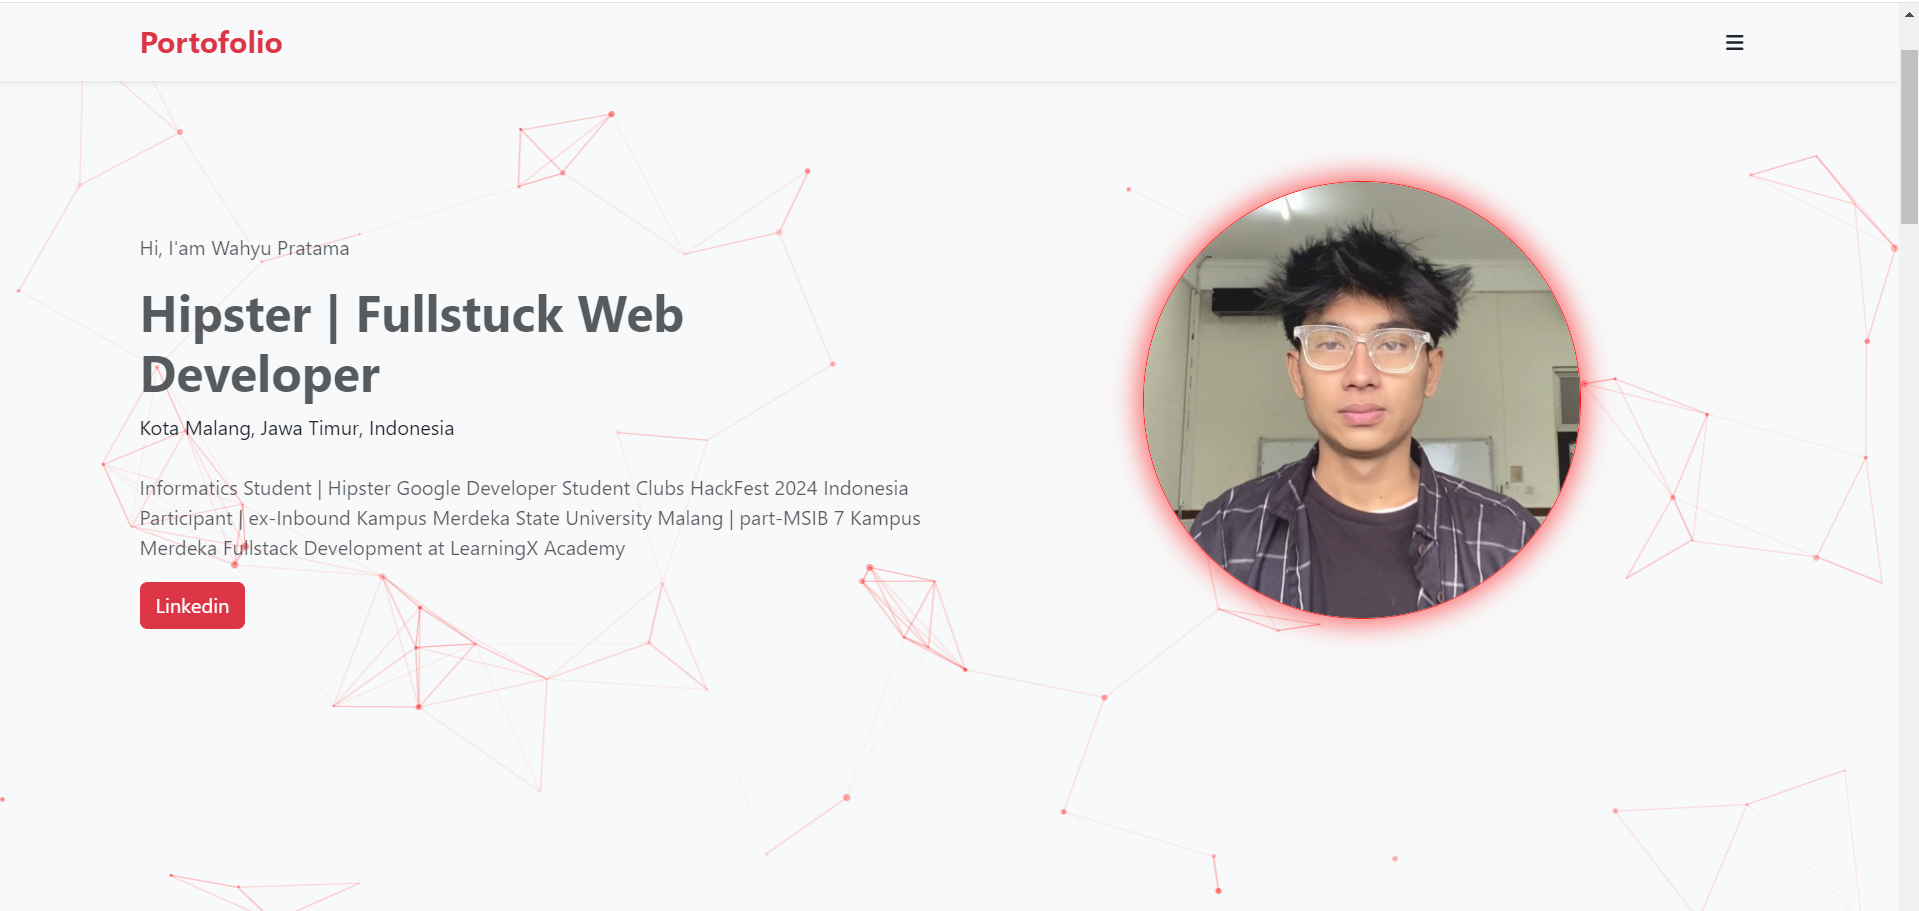 Portofolio
Hi, I'am Wahyu Pratama
Hipster | Fullstuck Web
Developer
Kota Malang, Jawa Timur, Indonesia
Informatics Student | Hipster Google Developer Student Clubs HackFest 2024 Indonesia
Participant | ex-Inbound Kampus Merdeka State University Malang | part-MSIB 7 Kampus
Merdeka Fullstack Development at LearningX Academy
Linkedin